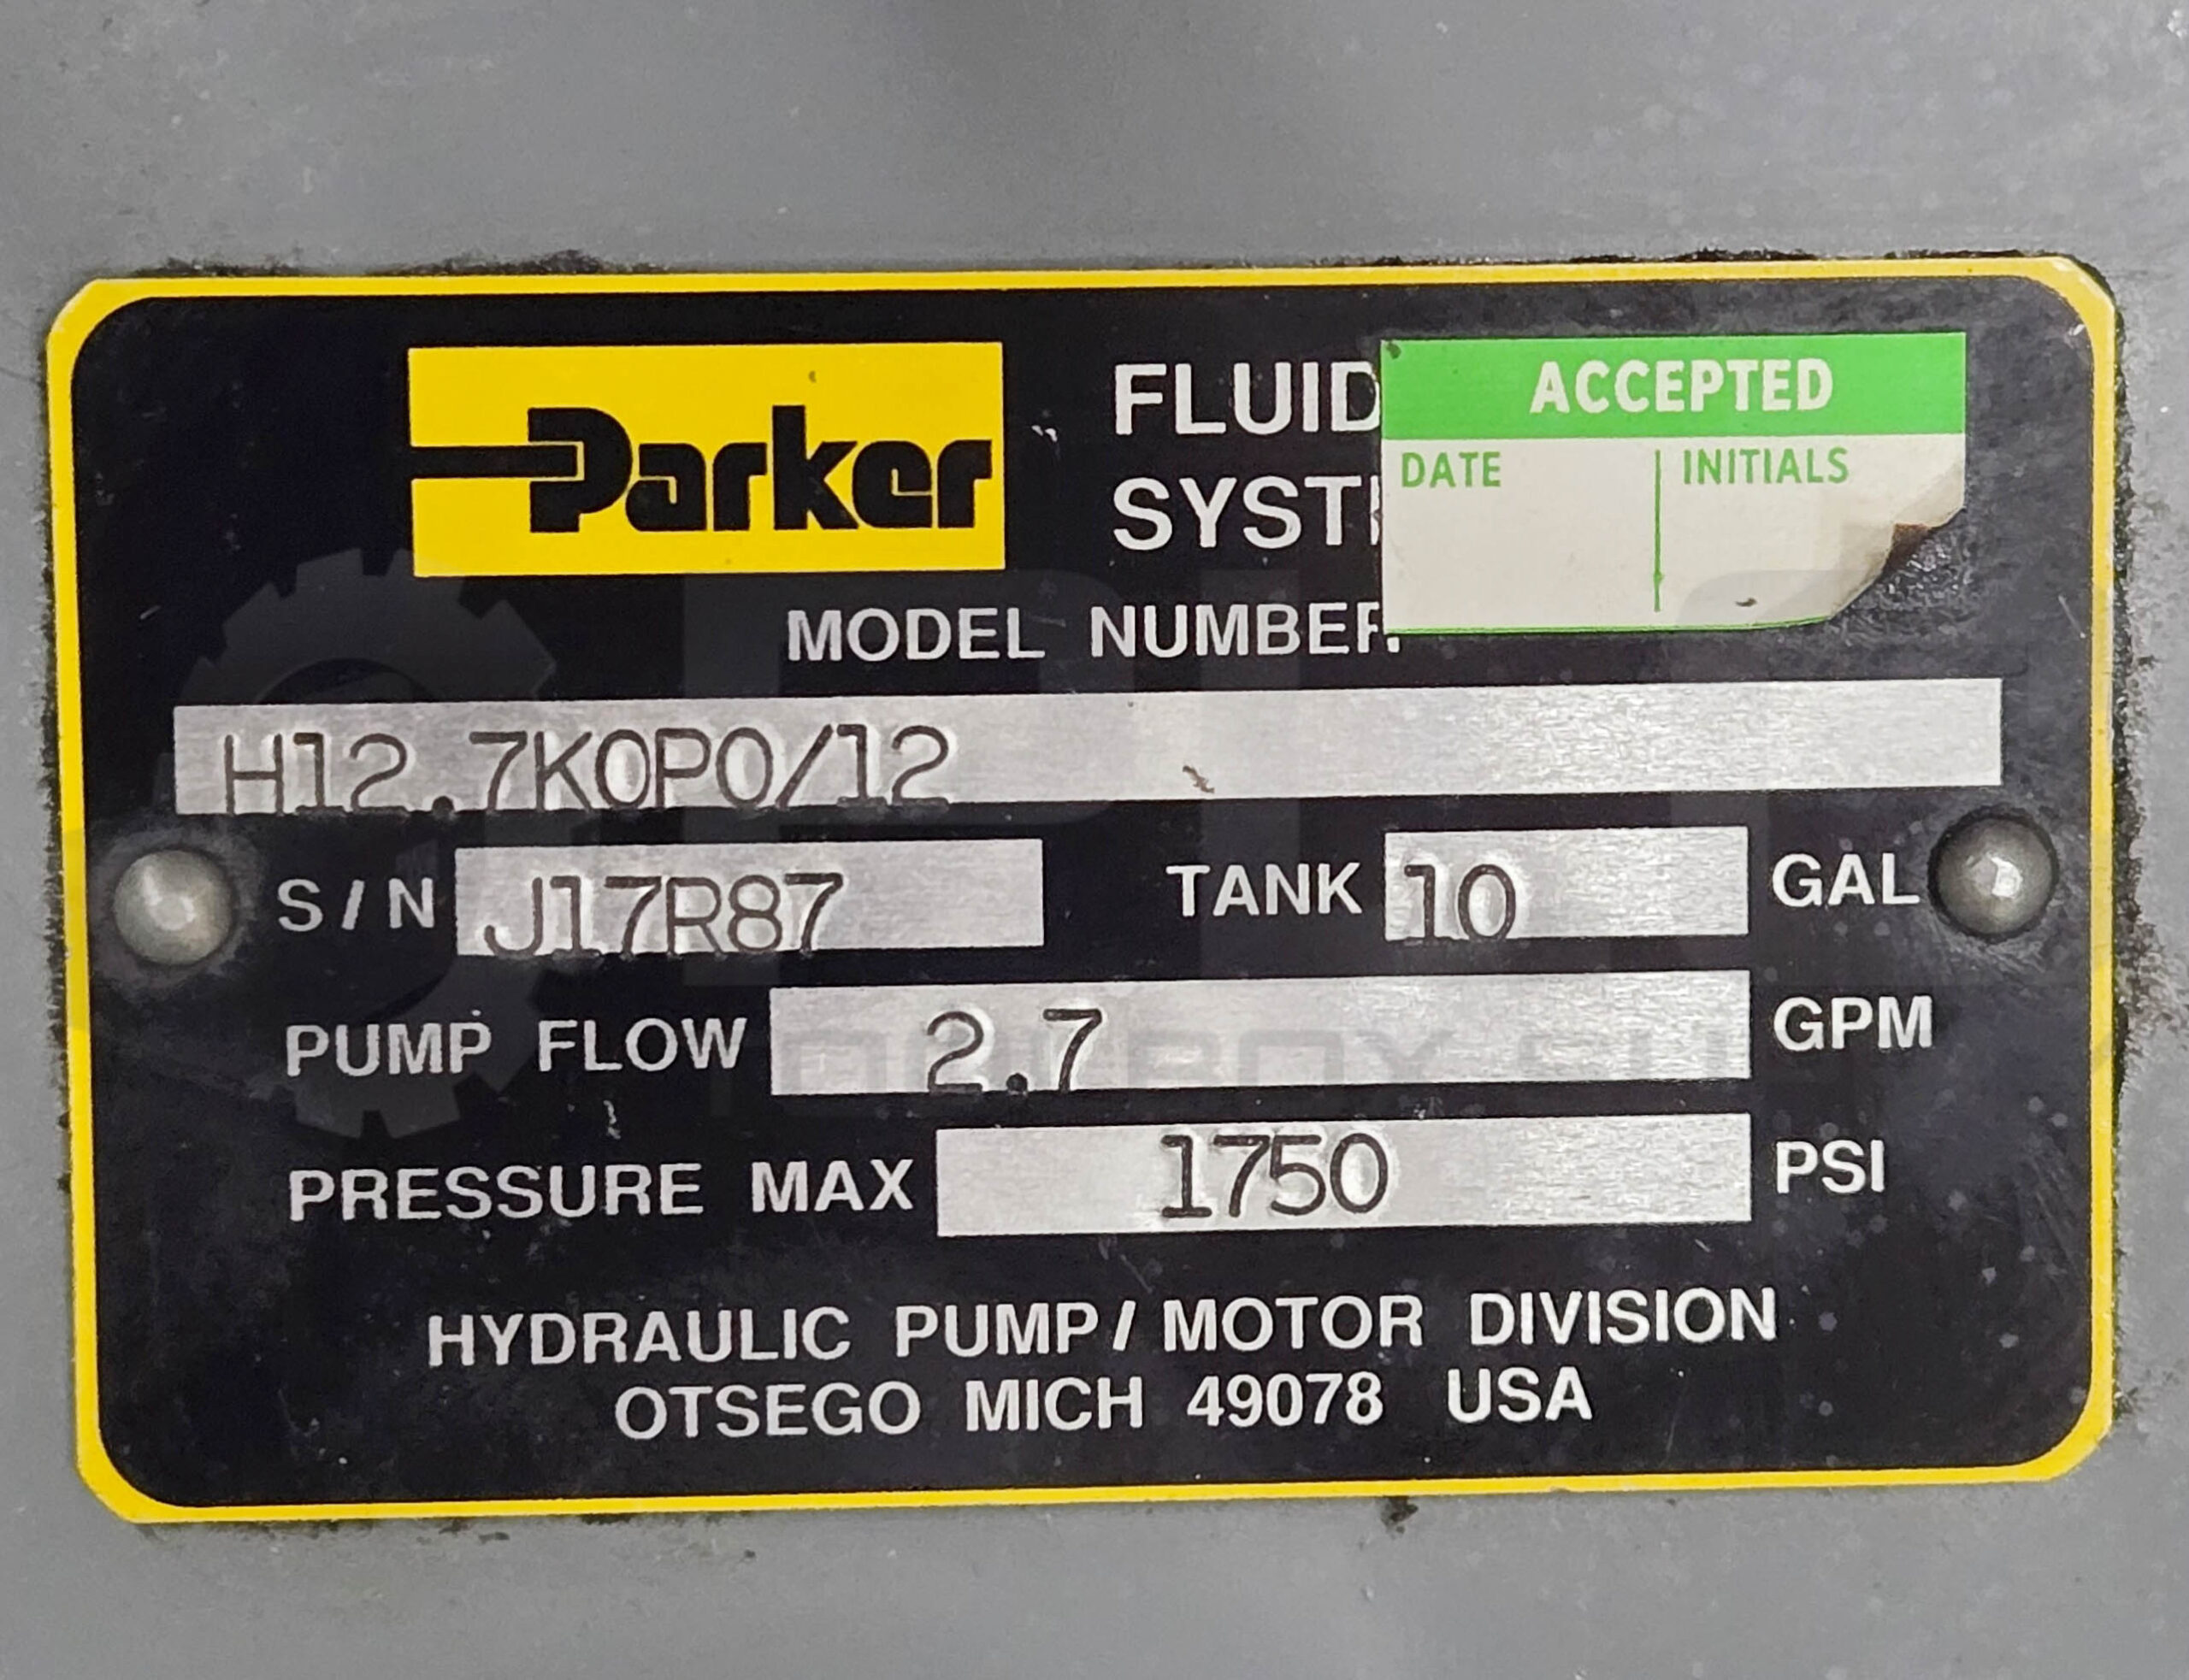 Parker
FLUID
SYST
ACCEPTED
DATE INITIALS
MODEL NUMBER
H12.7K0P0/12
S/N J17R87 TANK 10 GAL
PUMP FLOW 2.7 GPM
PRESSURE MAX 1750 PSI
HYDRAULIC PUMP/MOTOR DIVISION
OTSEGO MICH 49078 USA